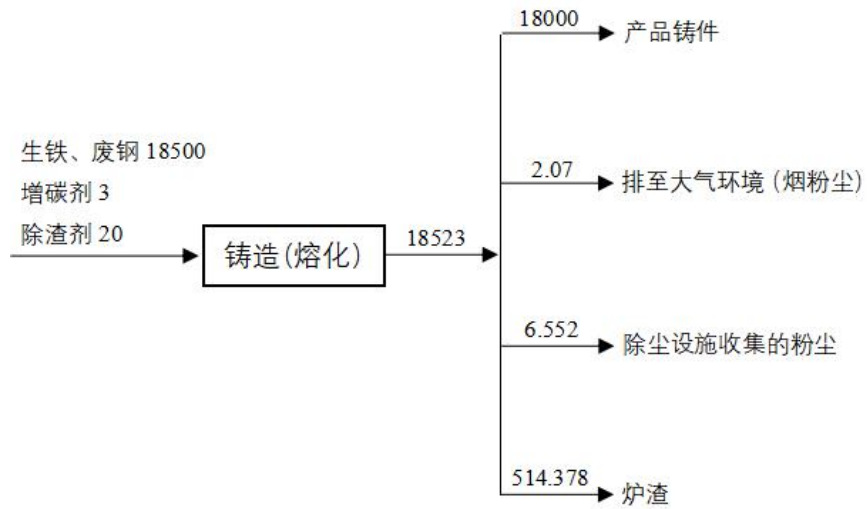 生铁、废钢 18500
增碳剂 3
除渣剂 20
铸造(熔化)
18523
18000
产品铸件
2.07
排至大气环境(烟粉尘)
6.552
除尘设施收集的粉尘
514.378
炉渣